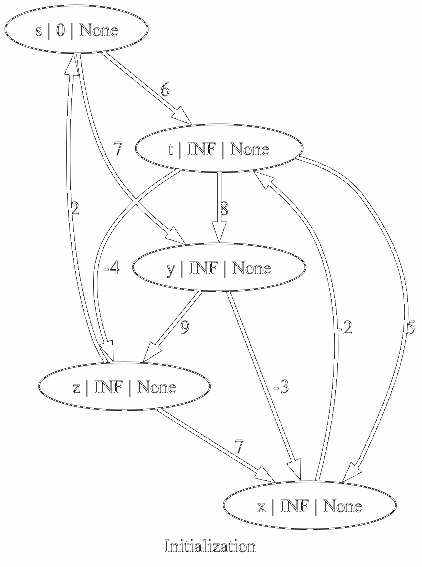 s | 0 | None
6
7
t | INF | None
2
8
-4
y | INF | None
-2
5
9
z | INF | None
-3
7
x | INF | None
Initialization